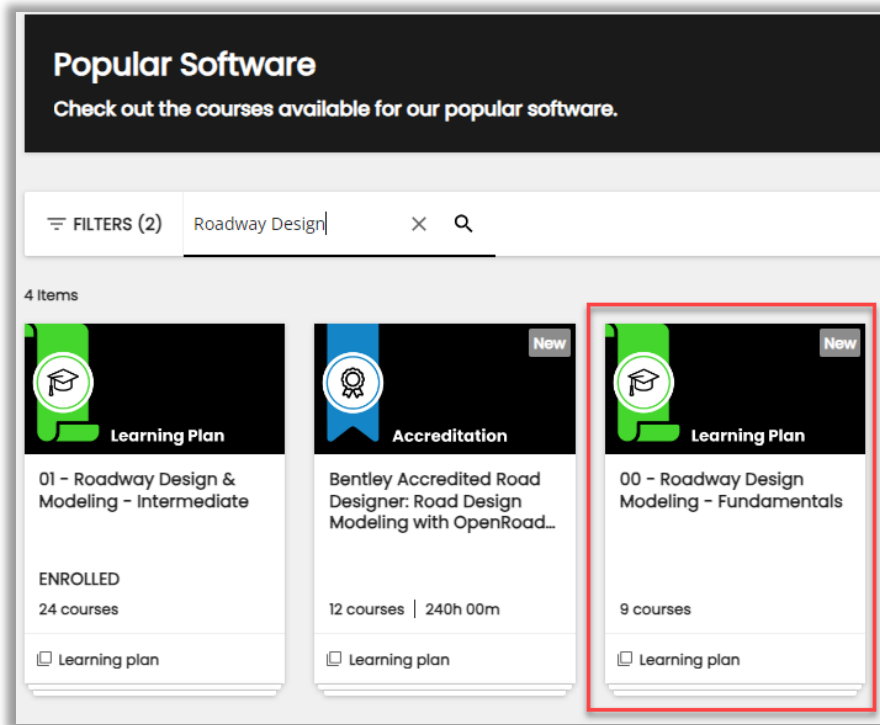 Popular Software
Check out the courses available for our popular software.
FILTERS (2)
Roadway Design
4 Items
Learning Plan
01 - Roadway Design &
Modeling - Intermediate
ENROLLED
24 courses
Learning plan
New
Accreditation
Bentley Accredited Road
Designer: Road Design
Modeling with OpenRoad...
12 courses | 240h 00m
Learning plan
New
Learning Plan
00 - Roadway Design
Modeling - Fundamentals
9 courses
Learning plan